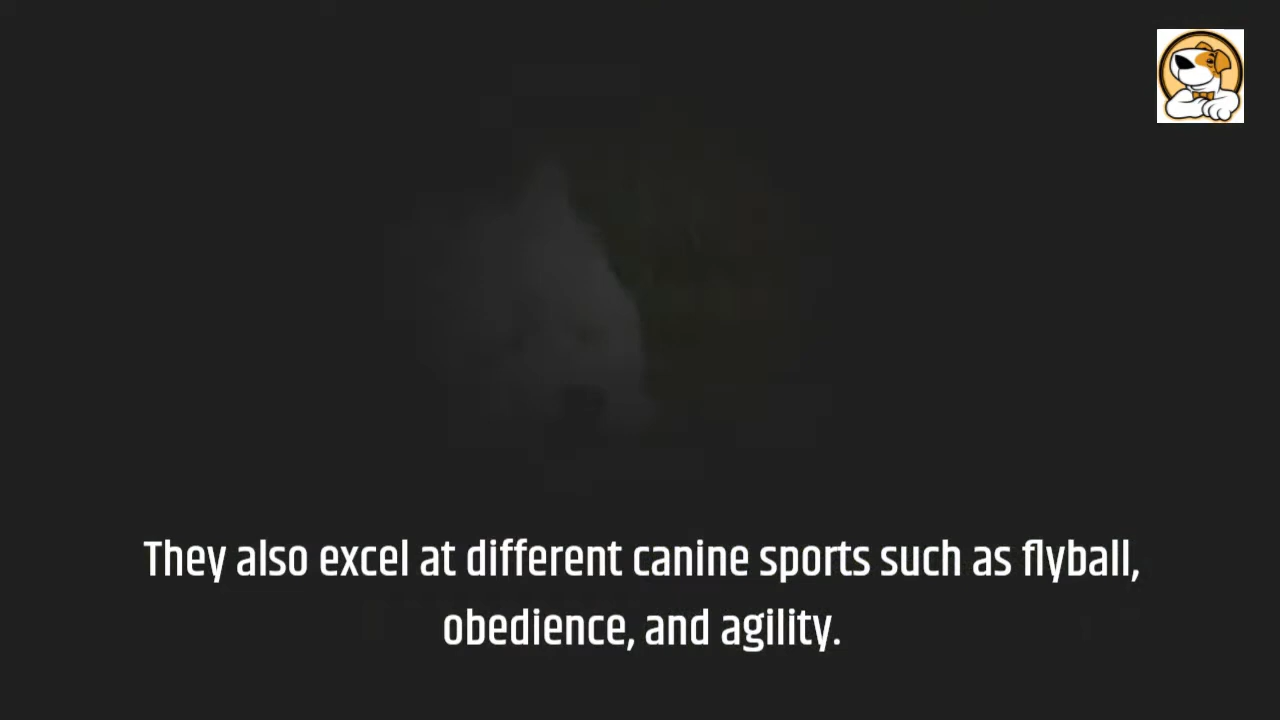 They also excel at different canine sports such as flyball,
obedience, and agility.